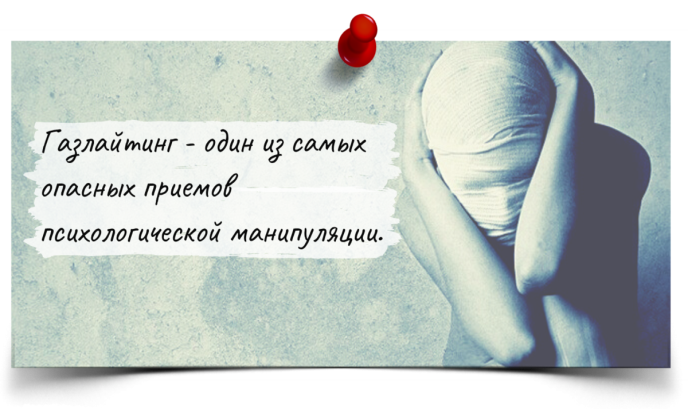 Газлайтинг - один из самых
опасных приемов
психологической манипуляции.